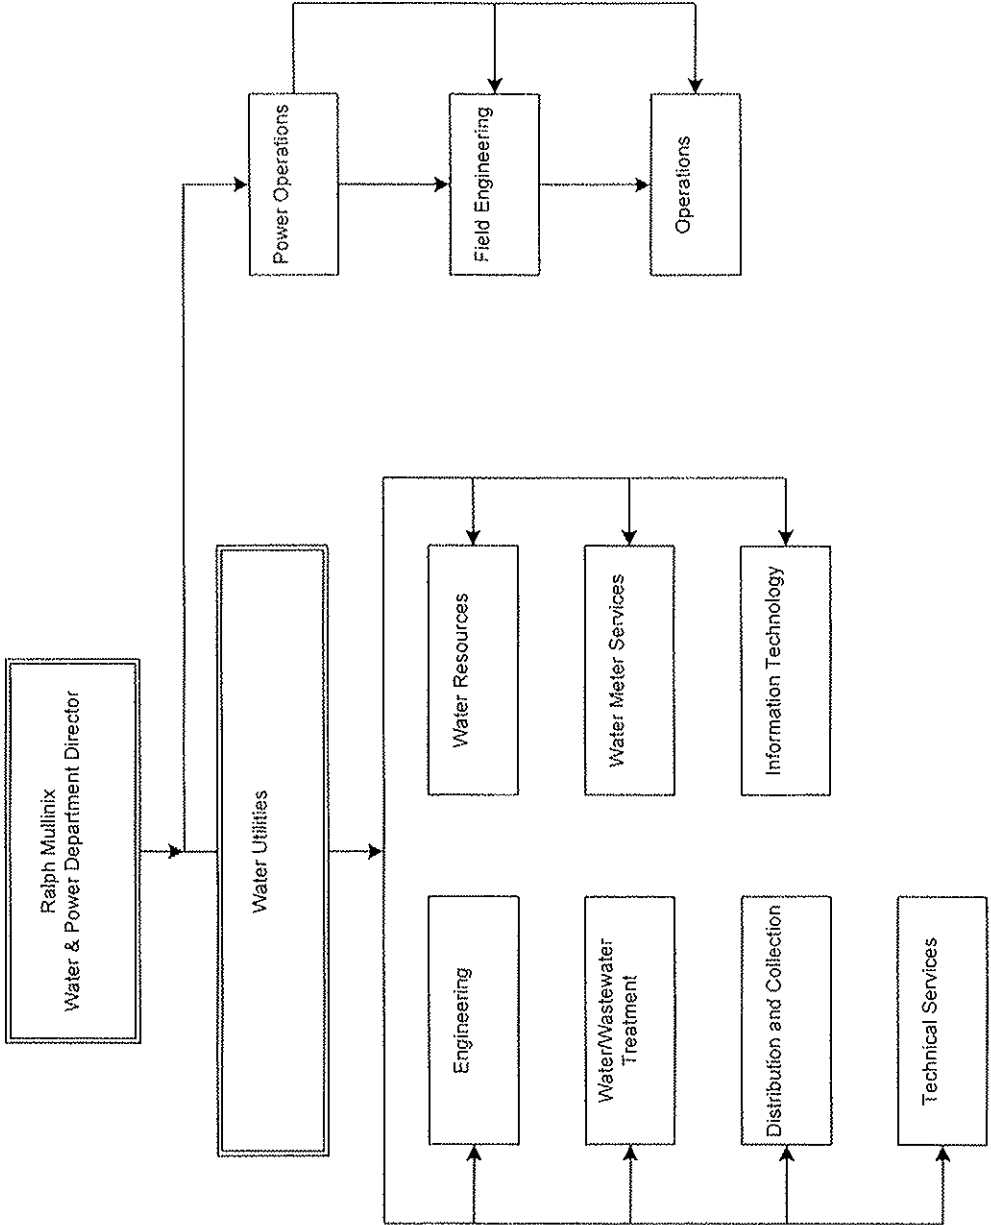 Ralph Mullinix
Water & Power Department Director
Water Utilities
Engineering
Water/Wastewater
Treatment
Distribution and Collection
Technical Services
Water Resources
Water Meter Services
Information Technology
Power Operations
Field Engineering
Operations